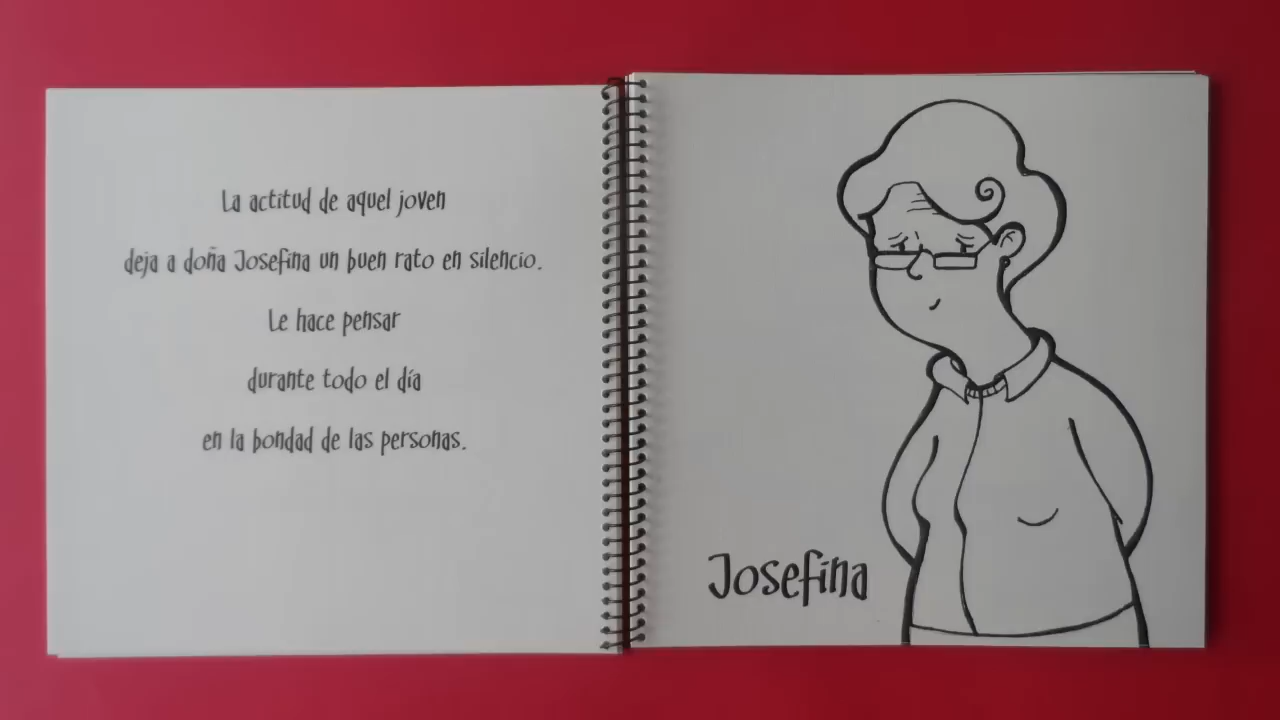 La actitud de aquel joven
deja a doña Josefina un buen rato en silencio.
Le hace pensar
durante todo el día
en la bondad de las personas.
Josefina